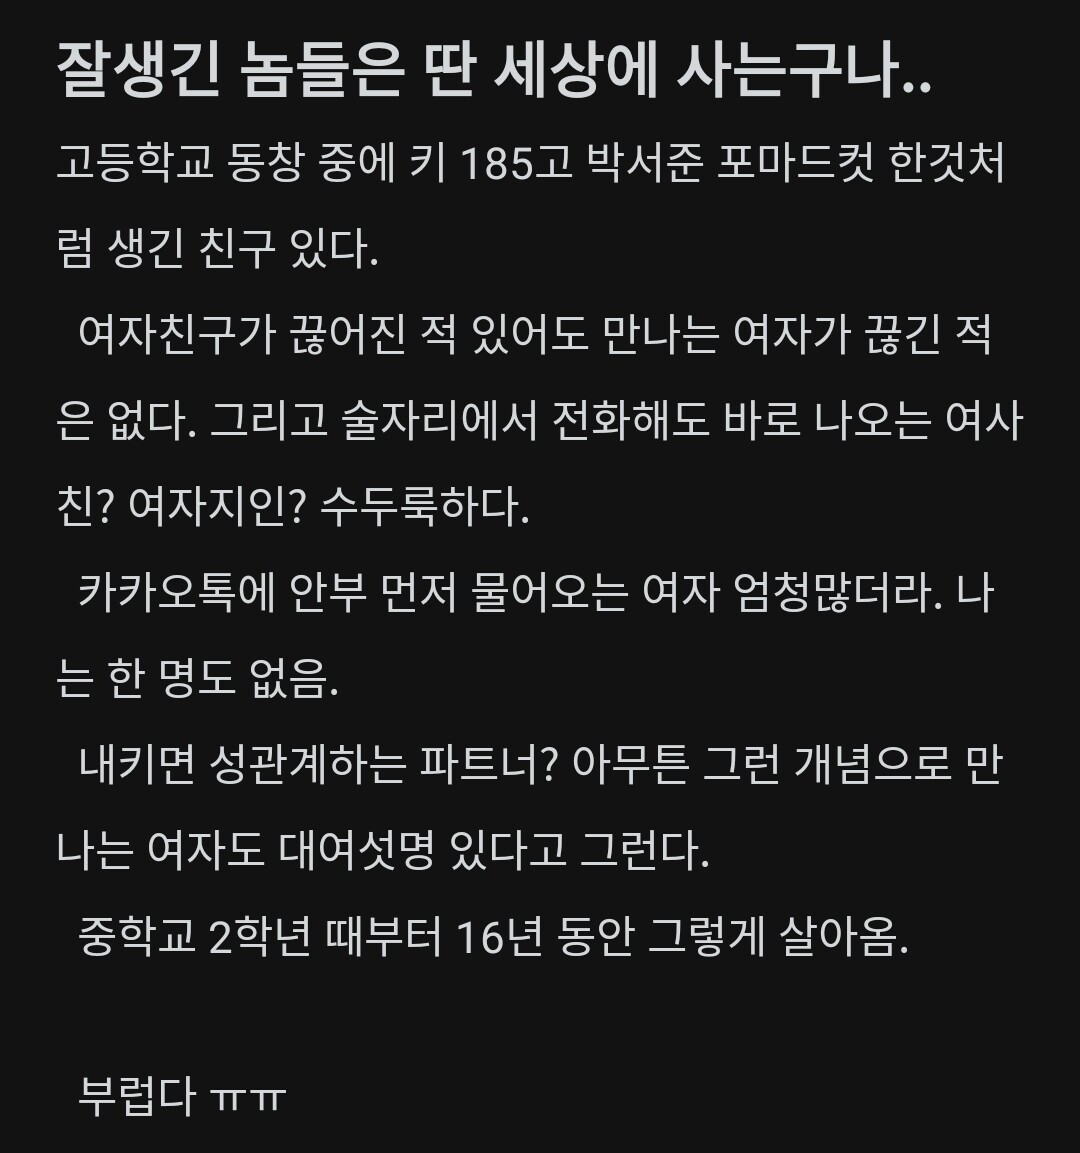 잘생긴 놈들은 딴 세상에 사는구나..
고등학교 동창 중에 키 185고 박서준 포마드컷 한것처
럼 생긴 친구 있다.
여자친구가 끊어진 적 있어도 만나는 여자가 끊긴 적
은 없다. 그리고 술자리에서 전화해도 바로 나오는 여사
친? 여자지인? 수두룩하다.
카카오톡에 안부 먼저 물어오는 여자 엄청많더라. 나
는 한 명도 없음.
내키면 성관계하는 파트너? 아무튼 그런 개념으로 만
나는 여자도 대여섯명 있다고 그런다.
중학교 2학년 때부터 16년 동안 그렇게 살아옴.
부럽다 ㅠㅠ